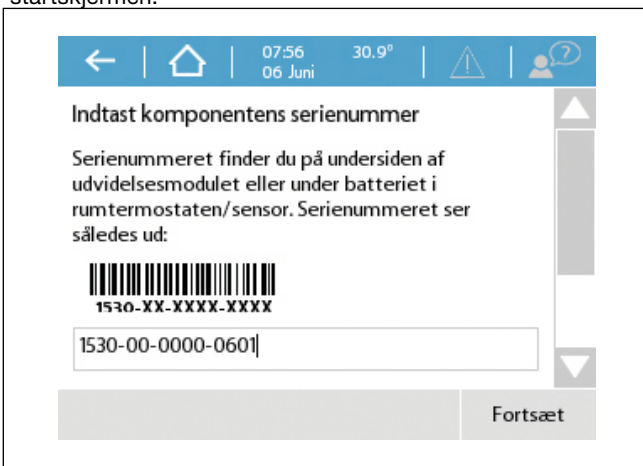 startskjermen.
07:56 30.9°
06 Juni
?
Indtast komponentens serienummer
Serienummeret finder du på undersiden af
udvidelsesmodulet eller under batteriet i
rumtermostaten/sensor. Serienummeret ser
således ud:
1530-XX-XXXX-XXXX
1530-00-0000-0601
Fortsæt